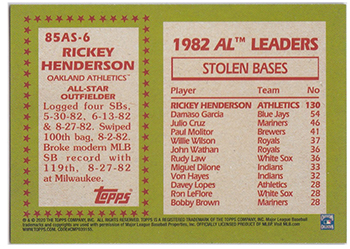 85AS-6
RICKEY
HENDERSON
OAKLAND ATHLETICS™
ALL-STAR
OUTFIELDER
Logged four SBs,
5-30-82, 6-13-82
& 8-27-82. Swiped
100th bag, 8-2-82.
Broke modern MLB
SB record with
119th, 8-27-82
at Milwaukee.
Topps
1982 AL™ LEADERS
STOLEN BASES
Player Team No
RICKEY HENDERSON ATHLETICS 130
Damaso Garcia Blue Jays 54
Julio Cruz Mariners 46
Paul Molitor Brewers 41
Willie Wilson Royals 37
John Wathan Royals 36
Rudy Law White Sox 36
Miguel Dilone Indians 33
Von Hayes Indians 32
Davey Lopes Athletics 28
Ron LeFlore White Sox 28
Bobby Brown Mariners 28